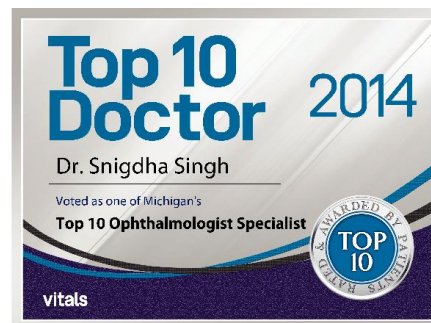 Top 10
Doctor
2014
Dr. Snigdha Singh
Voted as one of Michigan's
Top 10 Ophthalmologist Specialist
RATED & AWARDED BY PATIENTS
TOP
10
vitals